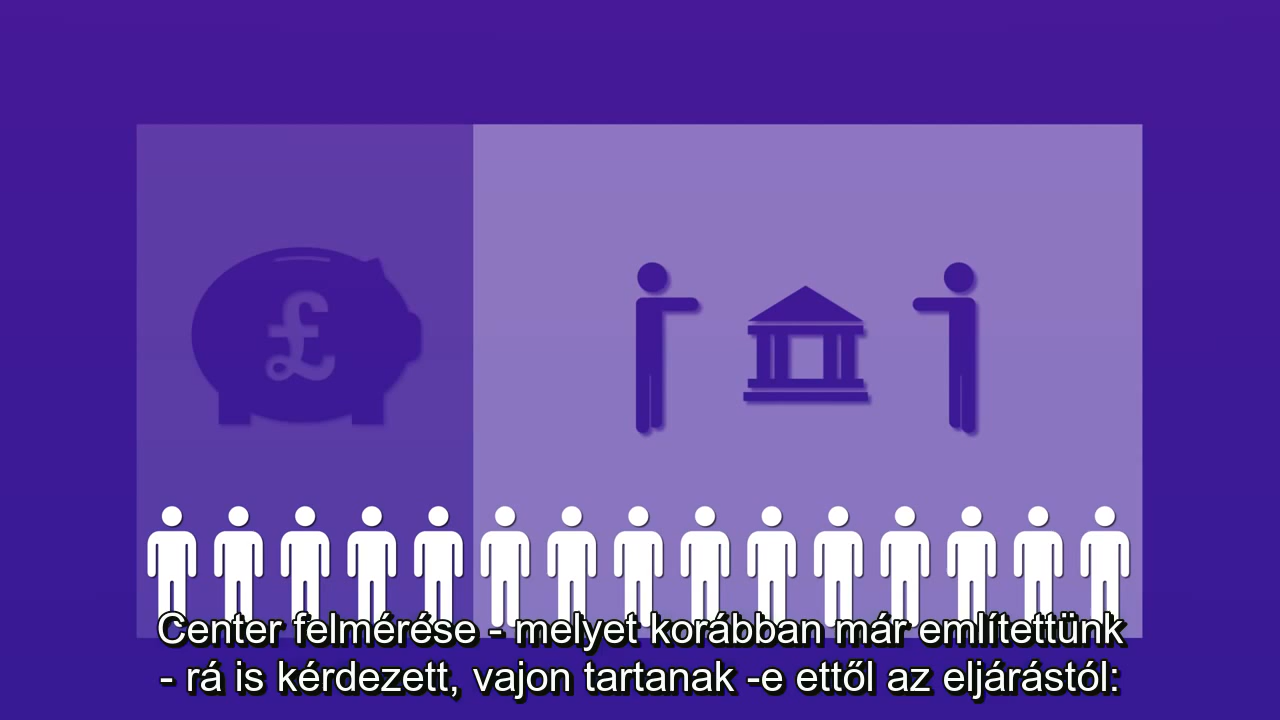 £
Center felmérése - melyet korábban már említettünk
- rá is kérdezett, vajon tartanak -e ettől az eljárástól: